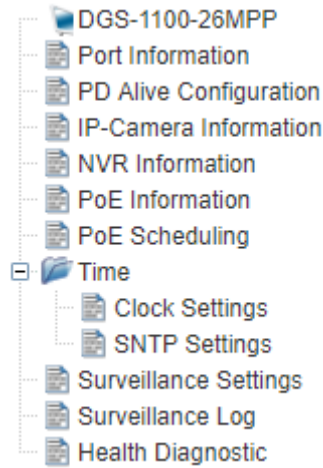 DGS-1100-26MPP
Port Information
PD Alive Configuration
IP-Camera Information
NVR Information
PoE Information
PoE Scheduling
Time
Clock Settings
SNTP Settings
Surveillance Settings
Surveillance Log
Health Diagnostic